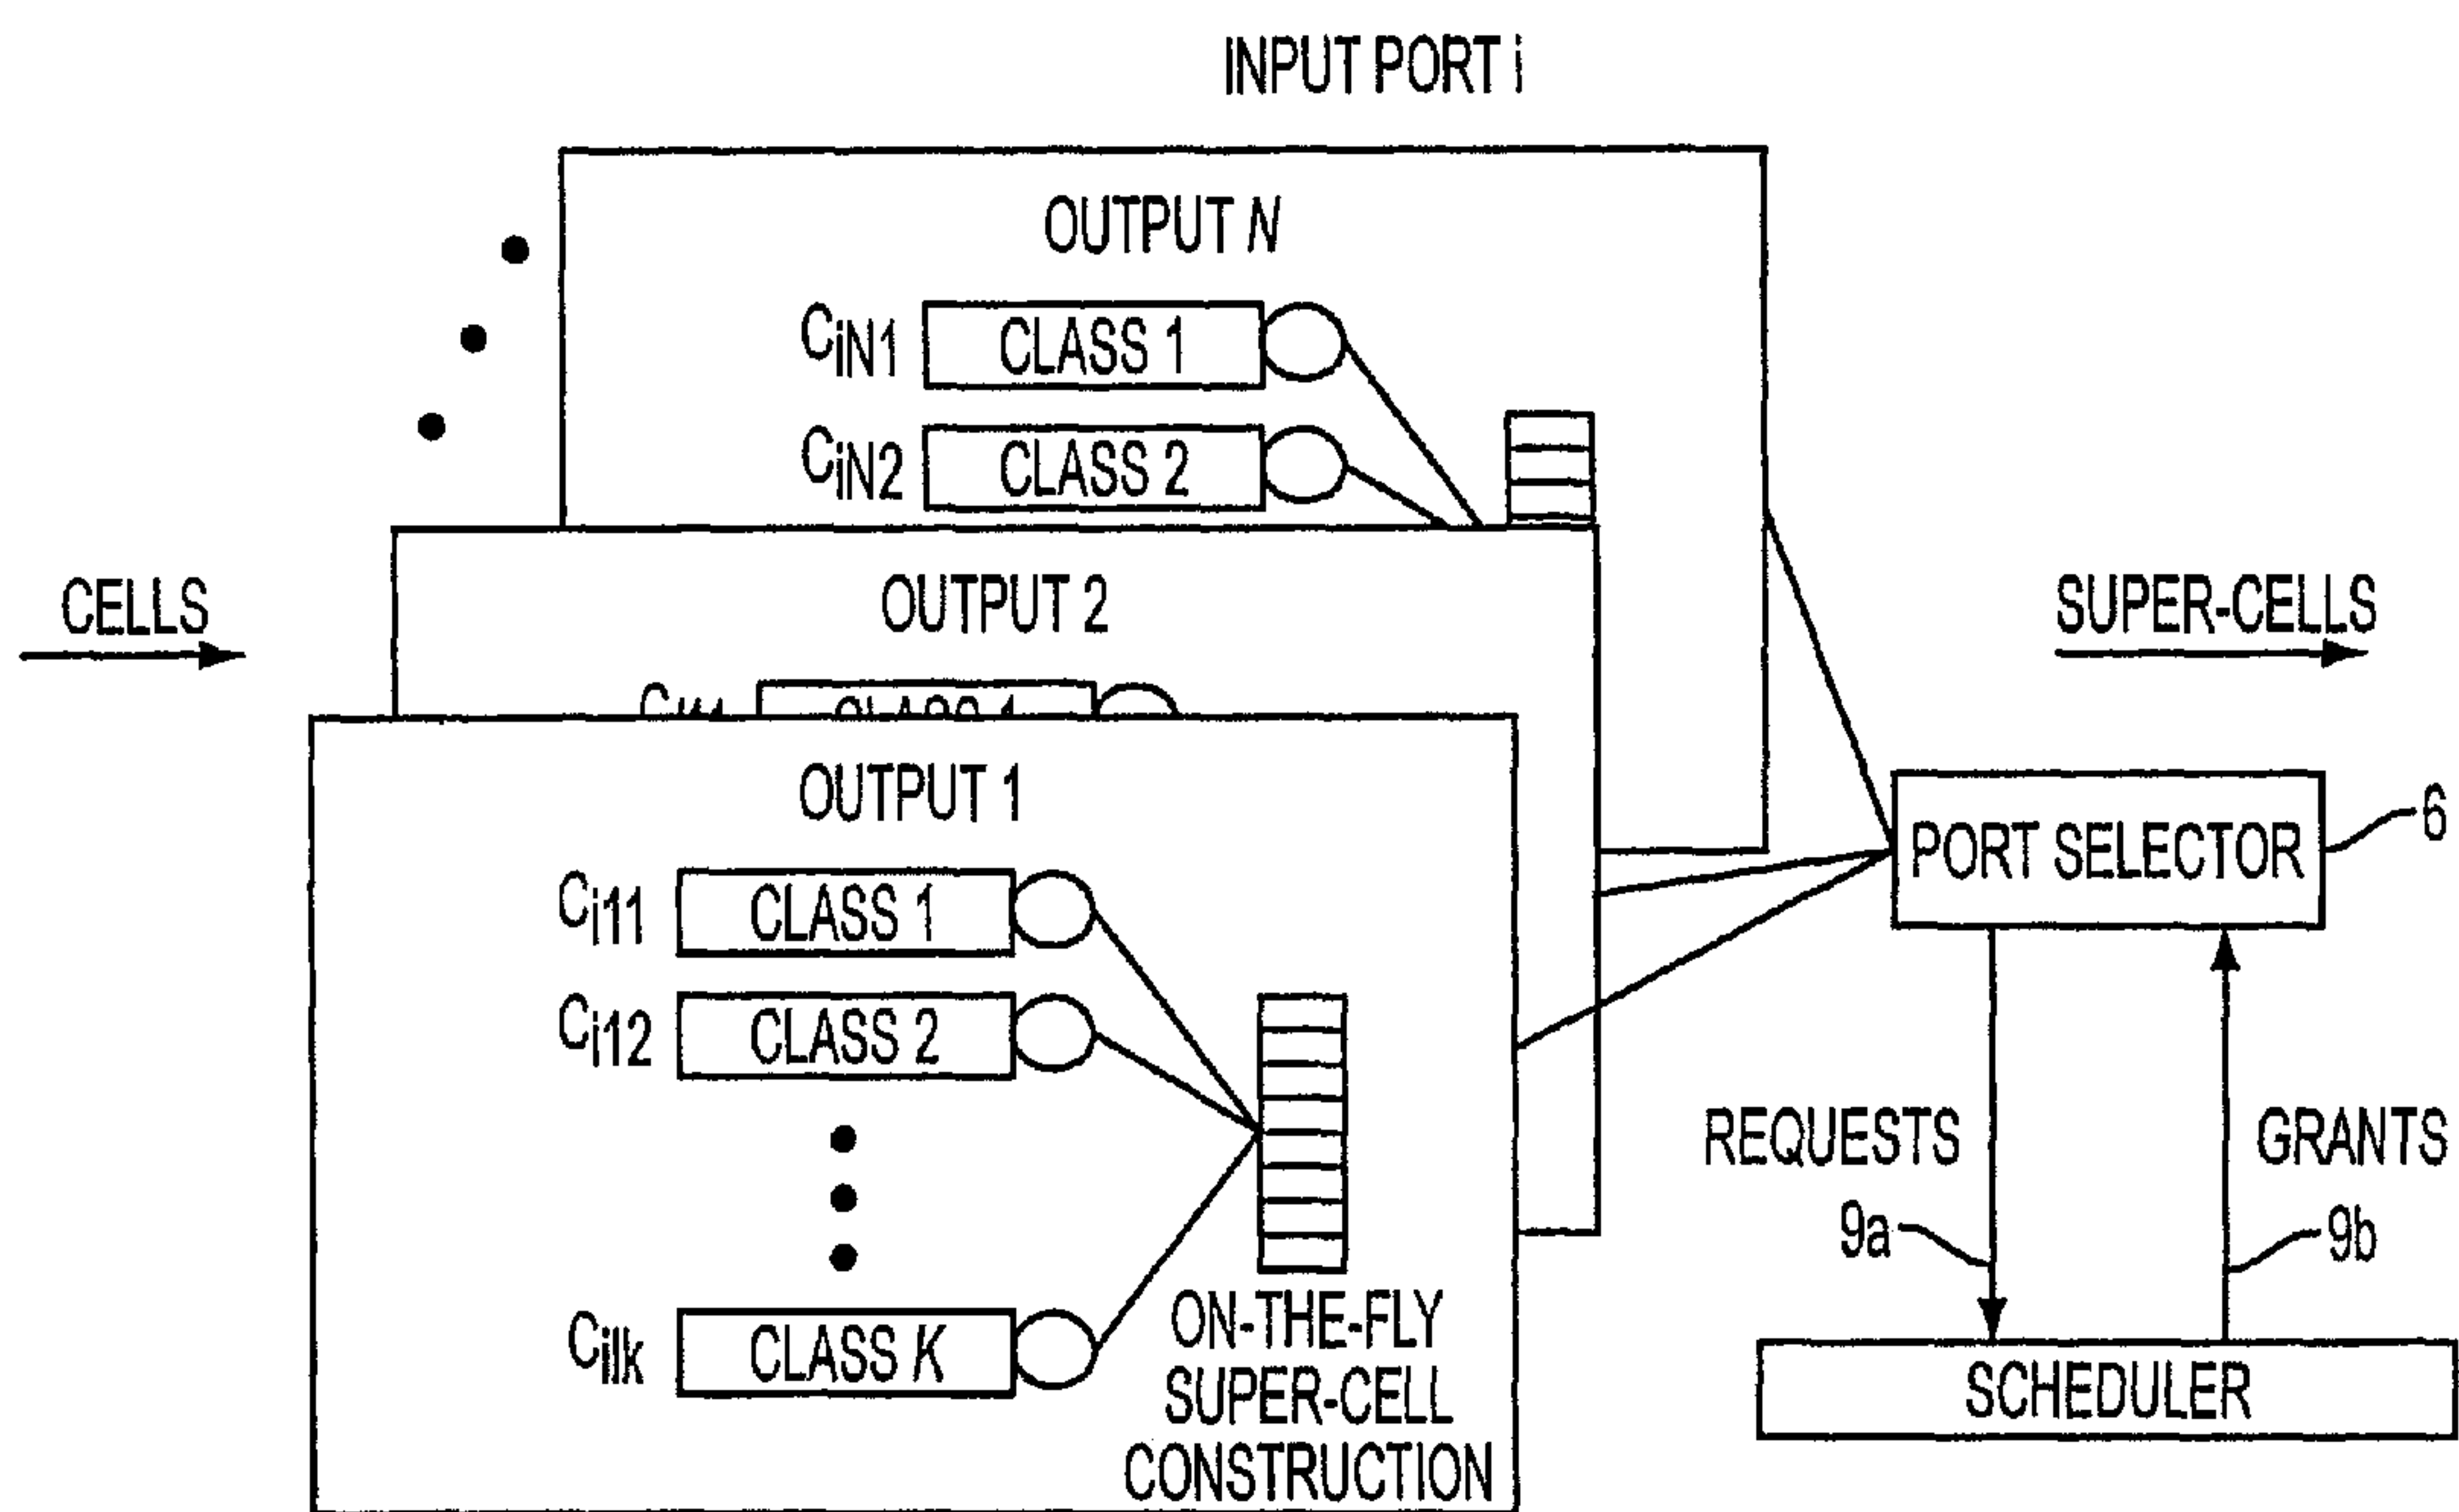 INPUT PORT i
OUTPUT N
CiN1 CLASS 1
CiN2 CLASS 2
CELLS
OUTPUT 2
SUPER-CELLS
OUTPUT 1
PORT SELECTOR 6
Ci11 CLASS 1
Ci12 CLASS 2
REQUESTS GRANTS
9a 9b
Cilk CLASS K
ON-THE-FLY
SUPER-CELL
CONSTRUCTION
SCHEDULER